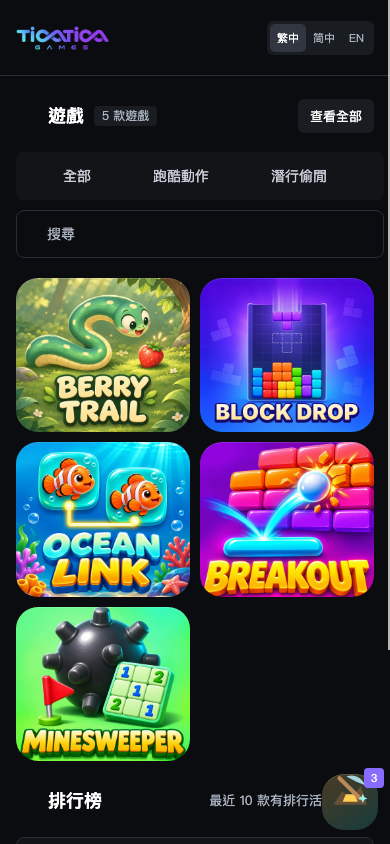 TiCATiCA
GAMES
繁中 简中 EN
遊戲 5 款遊戲 查看全部
全部 跑酷動作 潛行偷閒
搜尋
BERRY
TRAIL
BLOCK DROP
OCEAN
LINK
BREAKOUT
1 2
1
2 1
MINESWEEPER
3
排行榜 最近 10 款有排行活